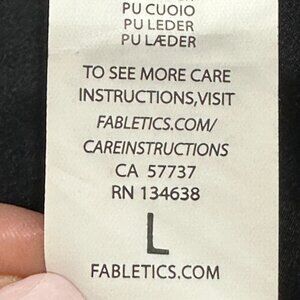 PU CUOIO
PU LEDER
PU LÆDER
TO SEE MORE CARE
INSTRUCTIONS,VISIT
FABLETICS.COM/
CAREINSTRUCTIONS
CA 57737
RN 134638
L
FABLETICS.COM